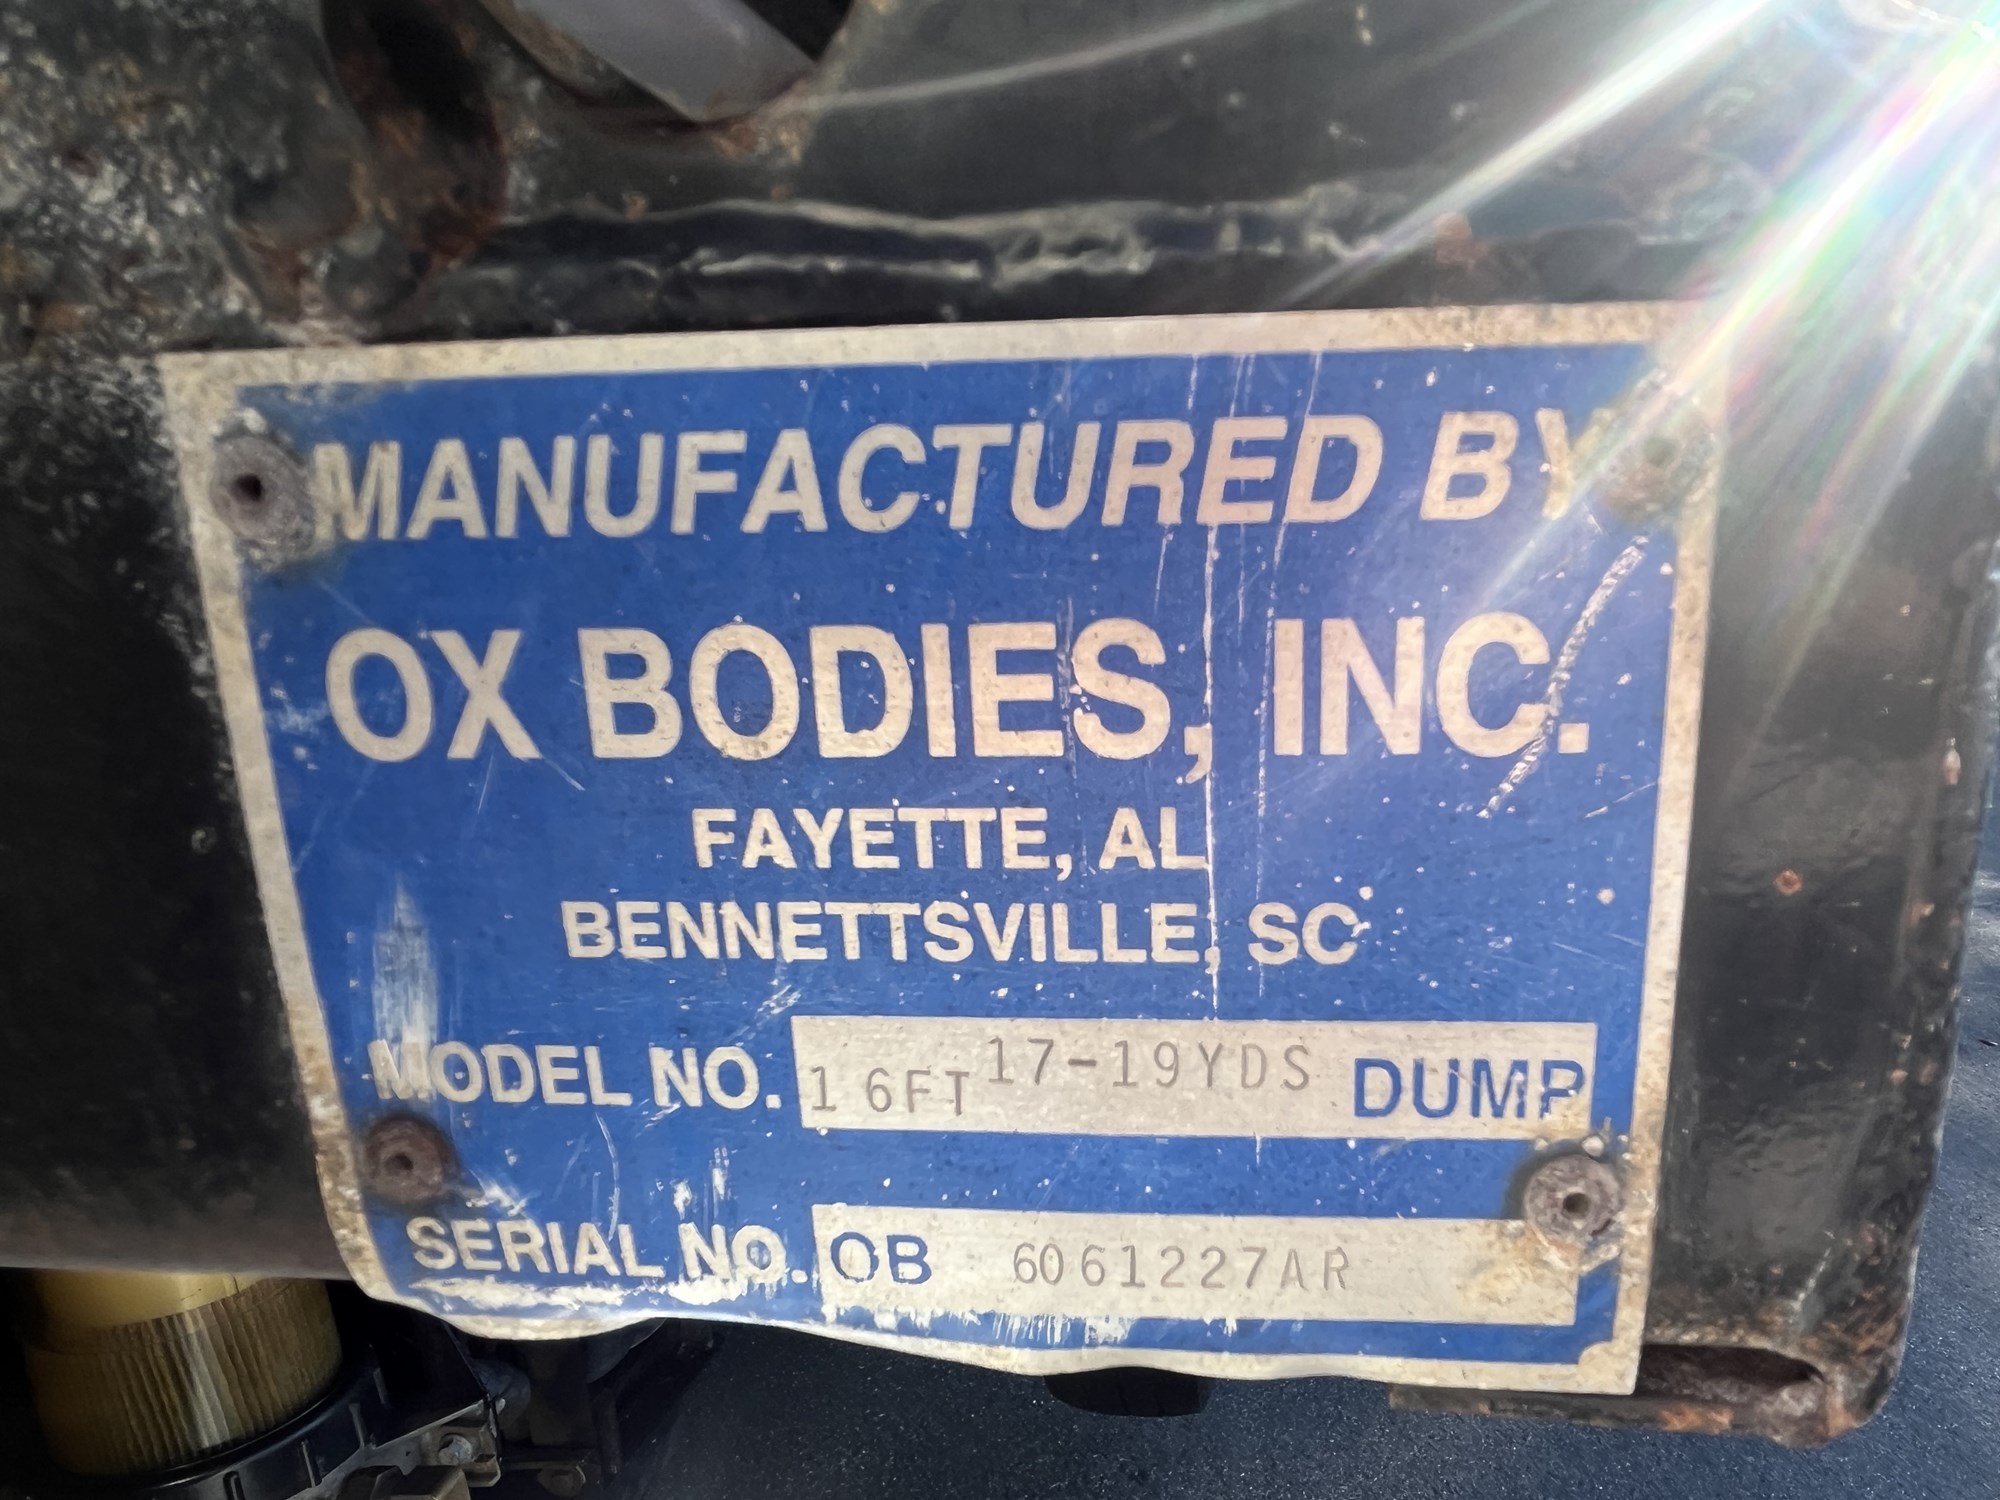 MANUFACTURED BY
OX BODIES, INC.
FAYETTE, AL
BENNETTSVILLE, SC
MODEL NO. 16FT 17-19YDS DUMP
SERIAL NO. OB 6061227AR